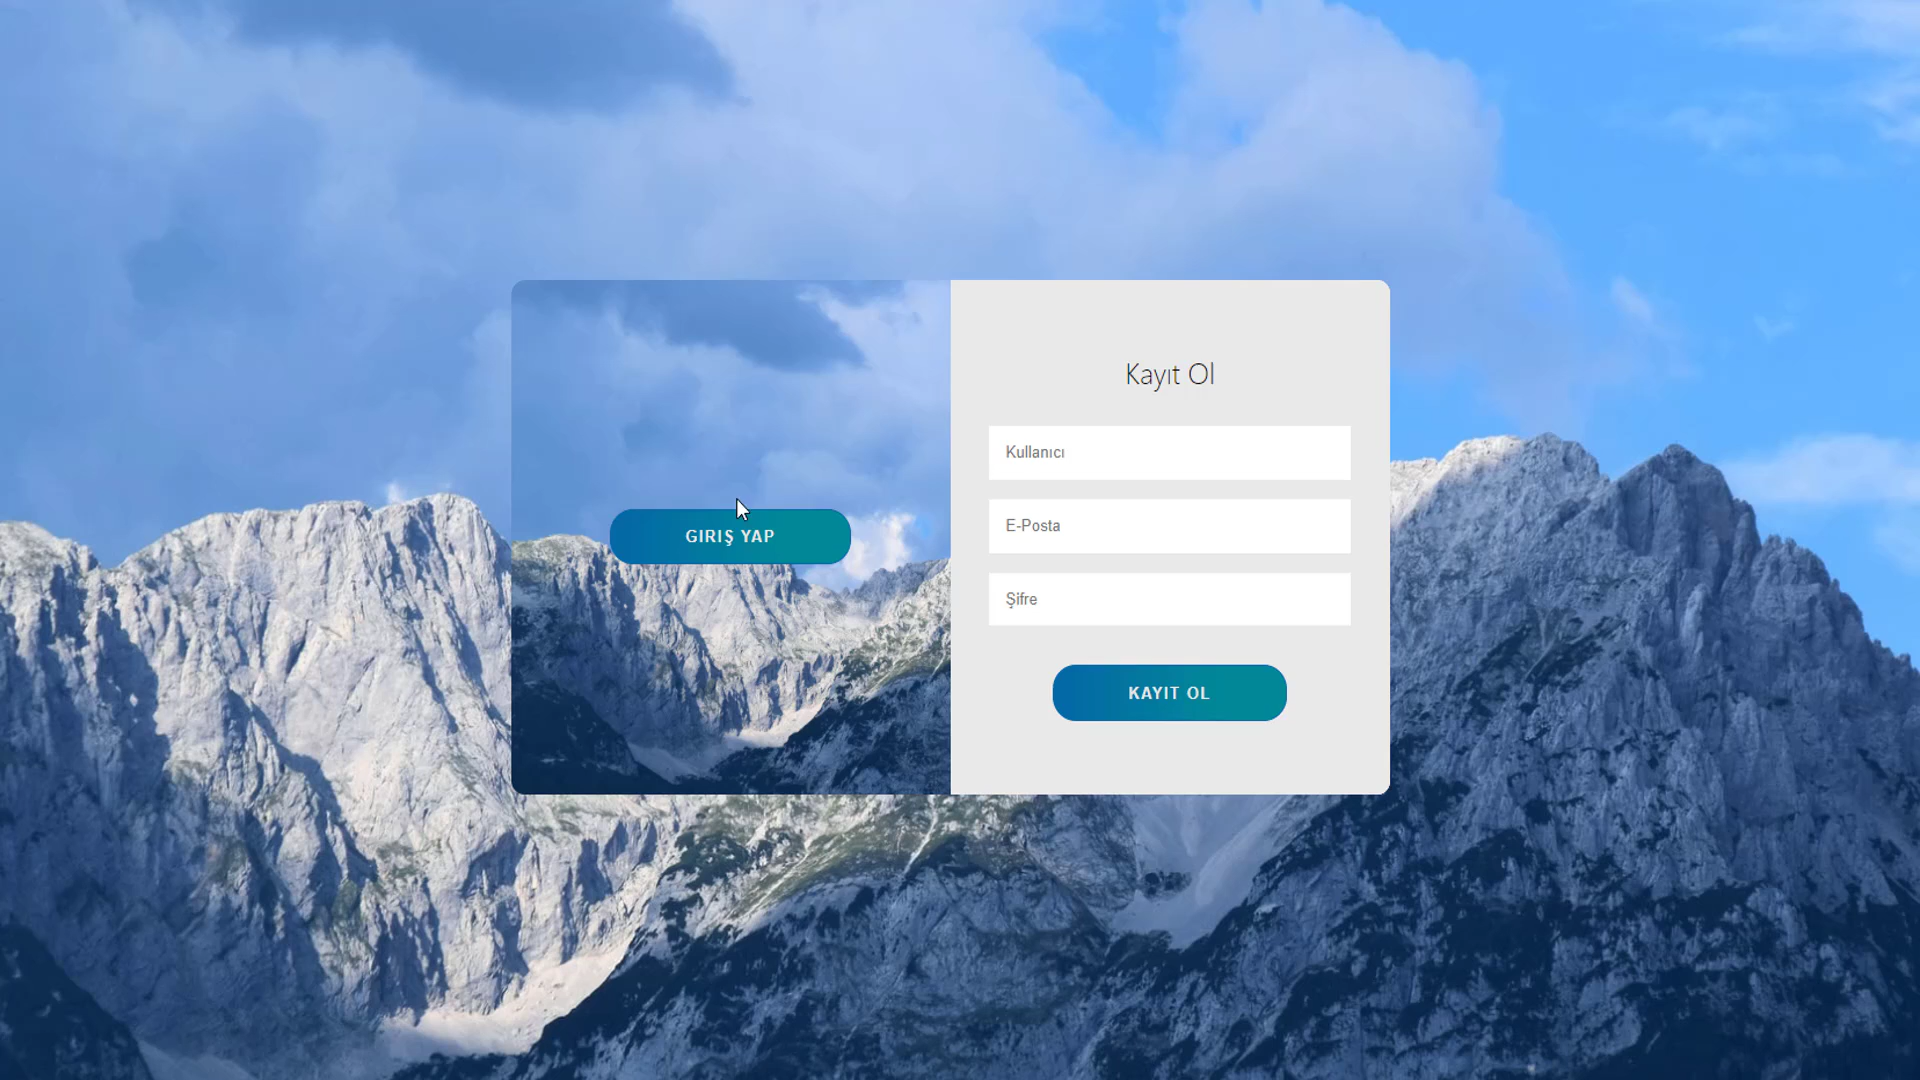 GIRIŞ YAP
Kayıt Ol
Kullanıcı
E-Posta
Şifre
KAYIT OL